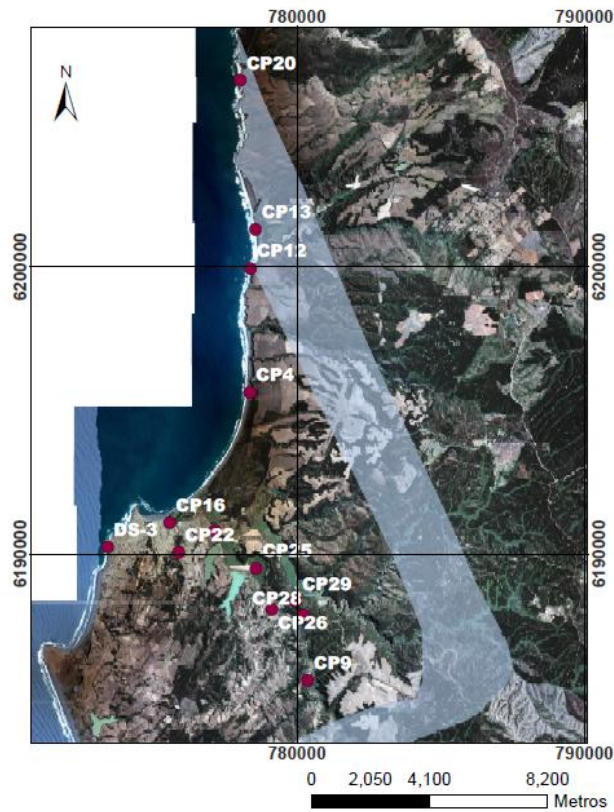 780000 790000
N
CP20
CP13
CP12
6200000 6200000
CP4
CP16
DS-3
CP22
CP25
6190000 6190000
CP29
CP28
CP26
CP9
780000 790000
0 2,050 4,100 8,200
Metros